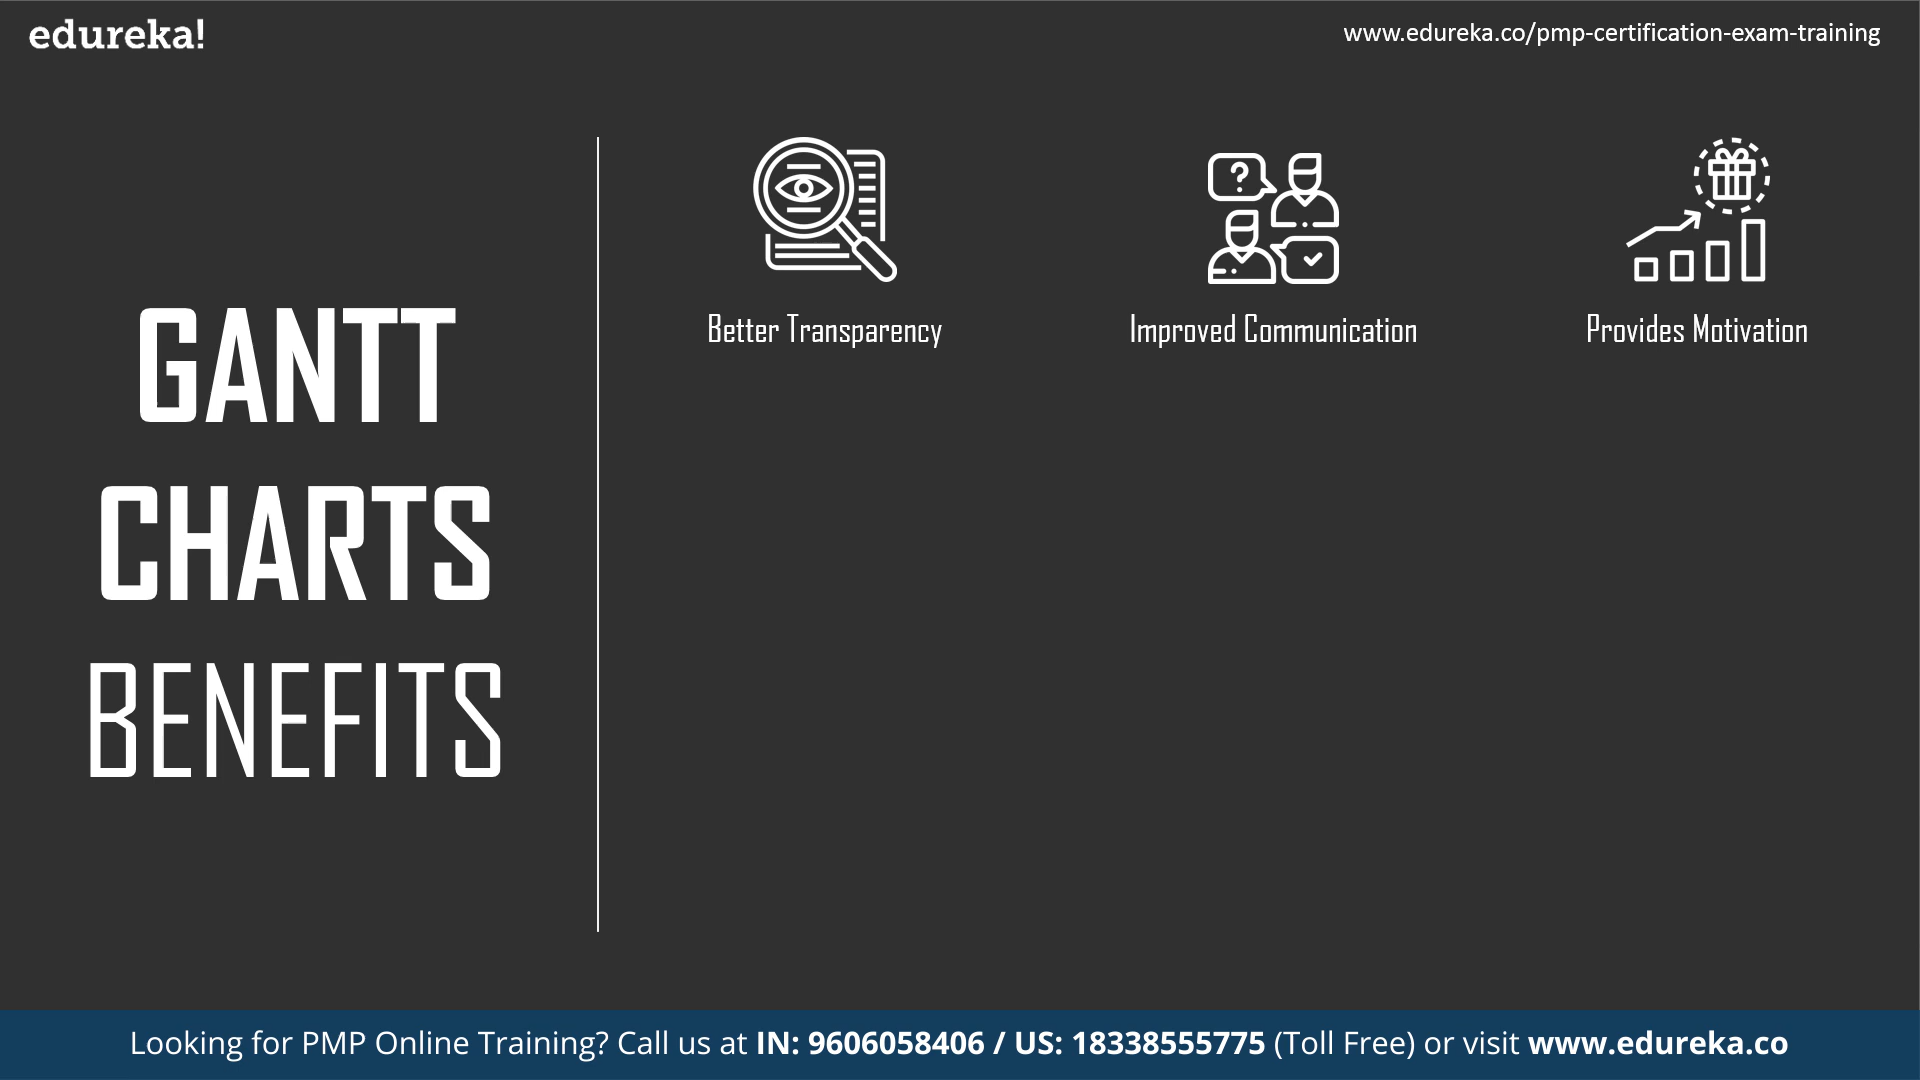 edureka!
www.edureka.co/pmp-certification-exam-training
GANTT
CHARTS
BENEFITS
Better Transparency
Improved Communication
Provides Motivation
Looking for PMP Online Training? Call us at IN: 9606058406 / US: 18338555775 (Toll Free) or visit www.edureka.co